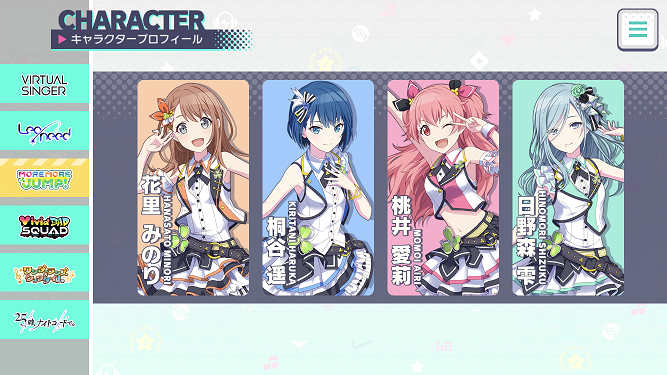 CHARACTER
キャラクタープロフィール
VIRTUAL
SINGER
Leo/need
MORE MORE
JUMP!
Vivid BAD
SQUAD
ワンダーランズ
×ショウタイム
25時、ナイトコードで。
花里 みのり
HANASATO MINORI
桐谷 遥
KIRITANI HARUKA
桃井 愛莉
MOMOI AIRI
日野森 雫
HINOMORI SHIZUKU